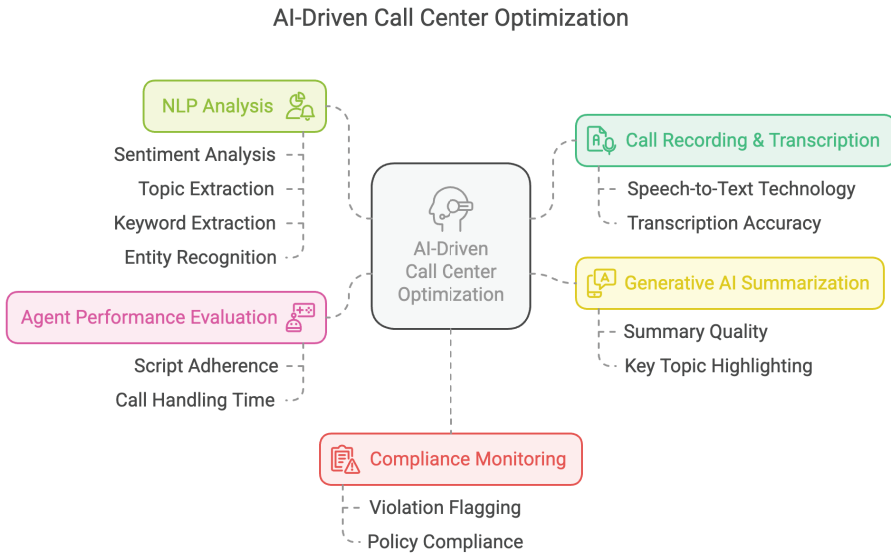 AI-Driven Call Center Optimization
NLP Analysis
Sentiment Analysis
Topic Extraction
Keyword Extraction
Entity Recognition
Agent Performance Evaluation
Script Adherence
Call Handling Time
AI-Driven
Call Center
Optimization
Call Recording & Transcription
Speech-to-Text Technology
Transcription Accuracy
Generative AI Summarization
Summary Quality
Key Topic Highlighting
Compliance Monitoring
Violation Flagging
Policy Compliance